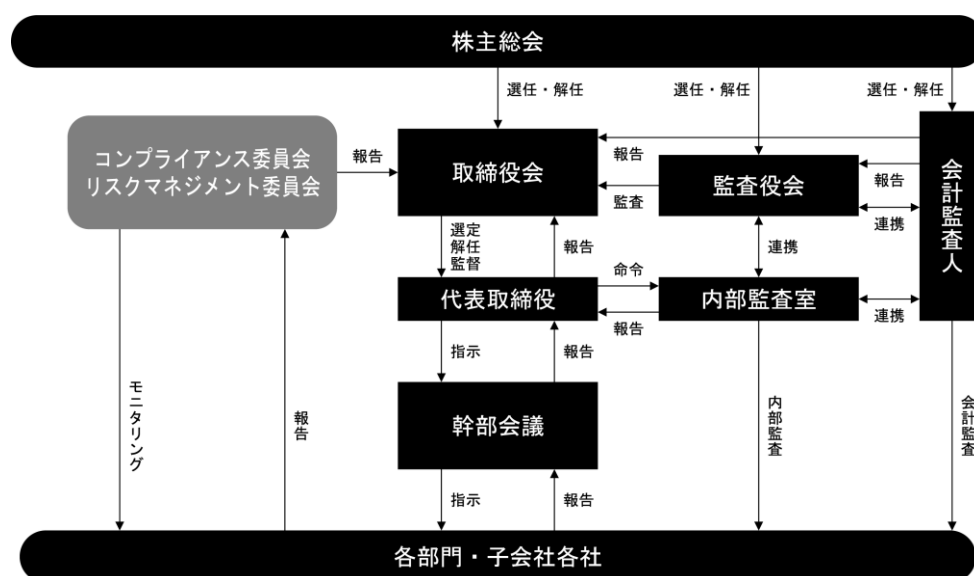 株主総会
選任・解任
選任・解任
選任・解任
コンプライアンス委員会
リスクマネジメント委員会
報告
取締役会
報告
監査
監査役会
報告
連携
会計監査人
選定
解任
監督
報告
連携
命令
代表取締役
報告
内部監査室
連携
指示
報告
幹部会議
モニタリング
報告
内部監査
会計監査
指示
報告
各部門・子会社各社